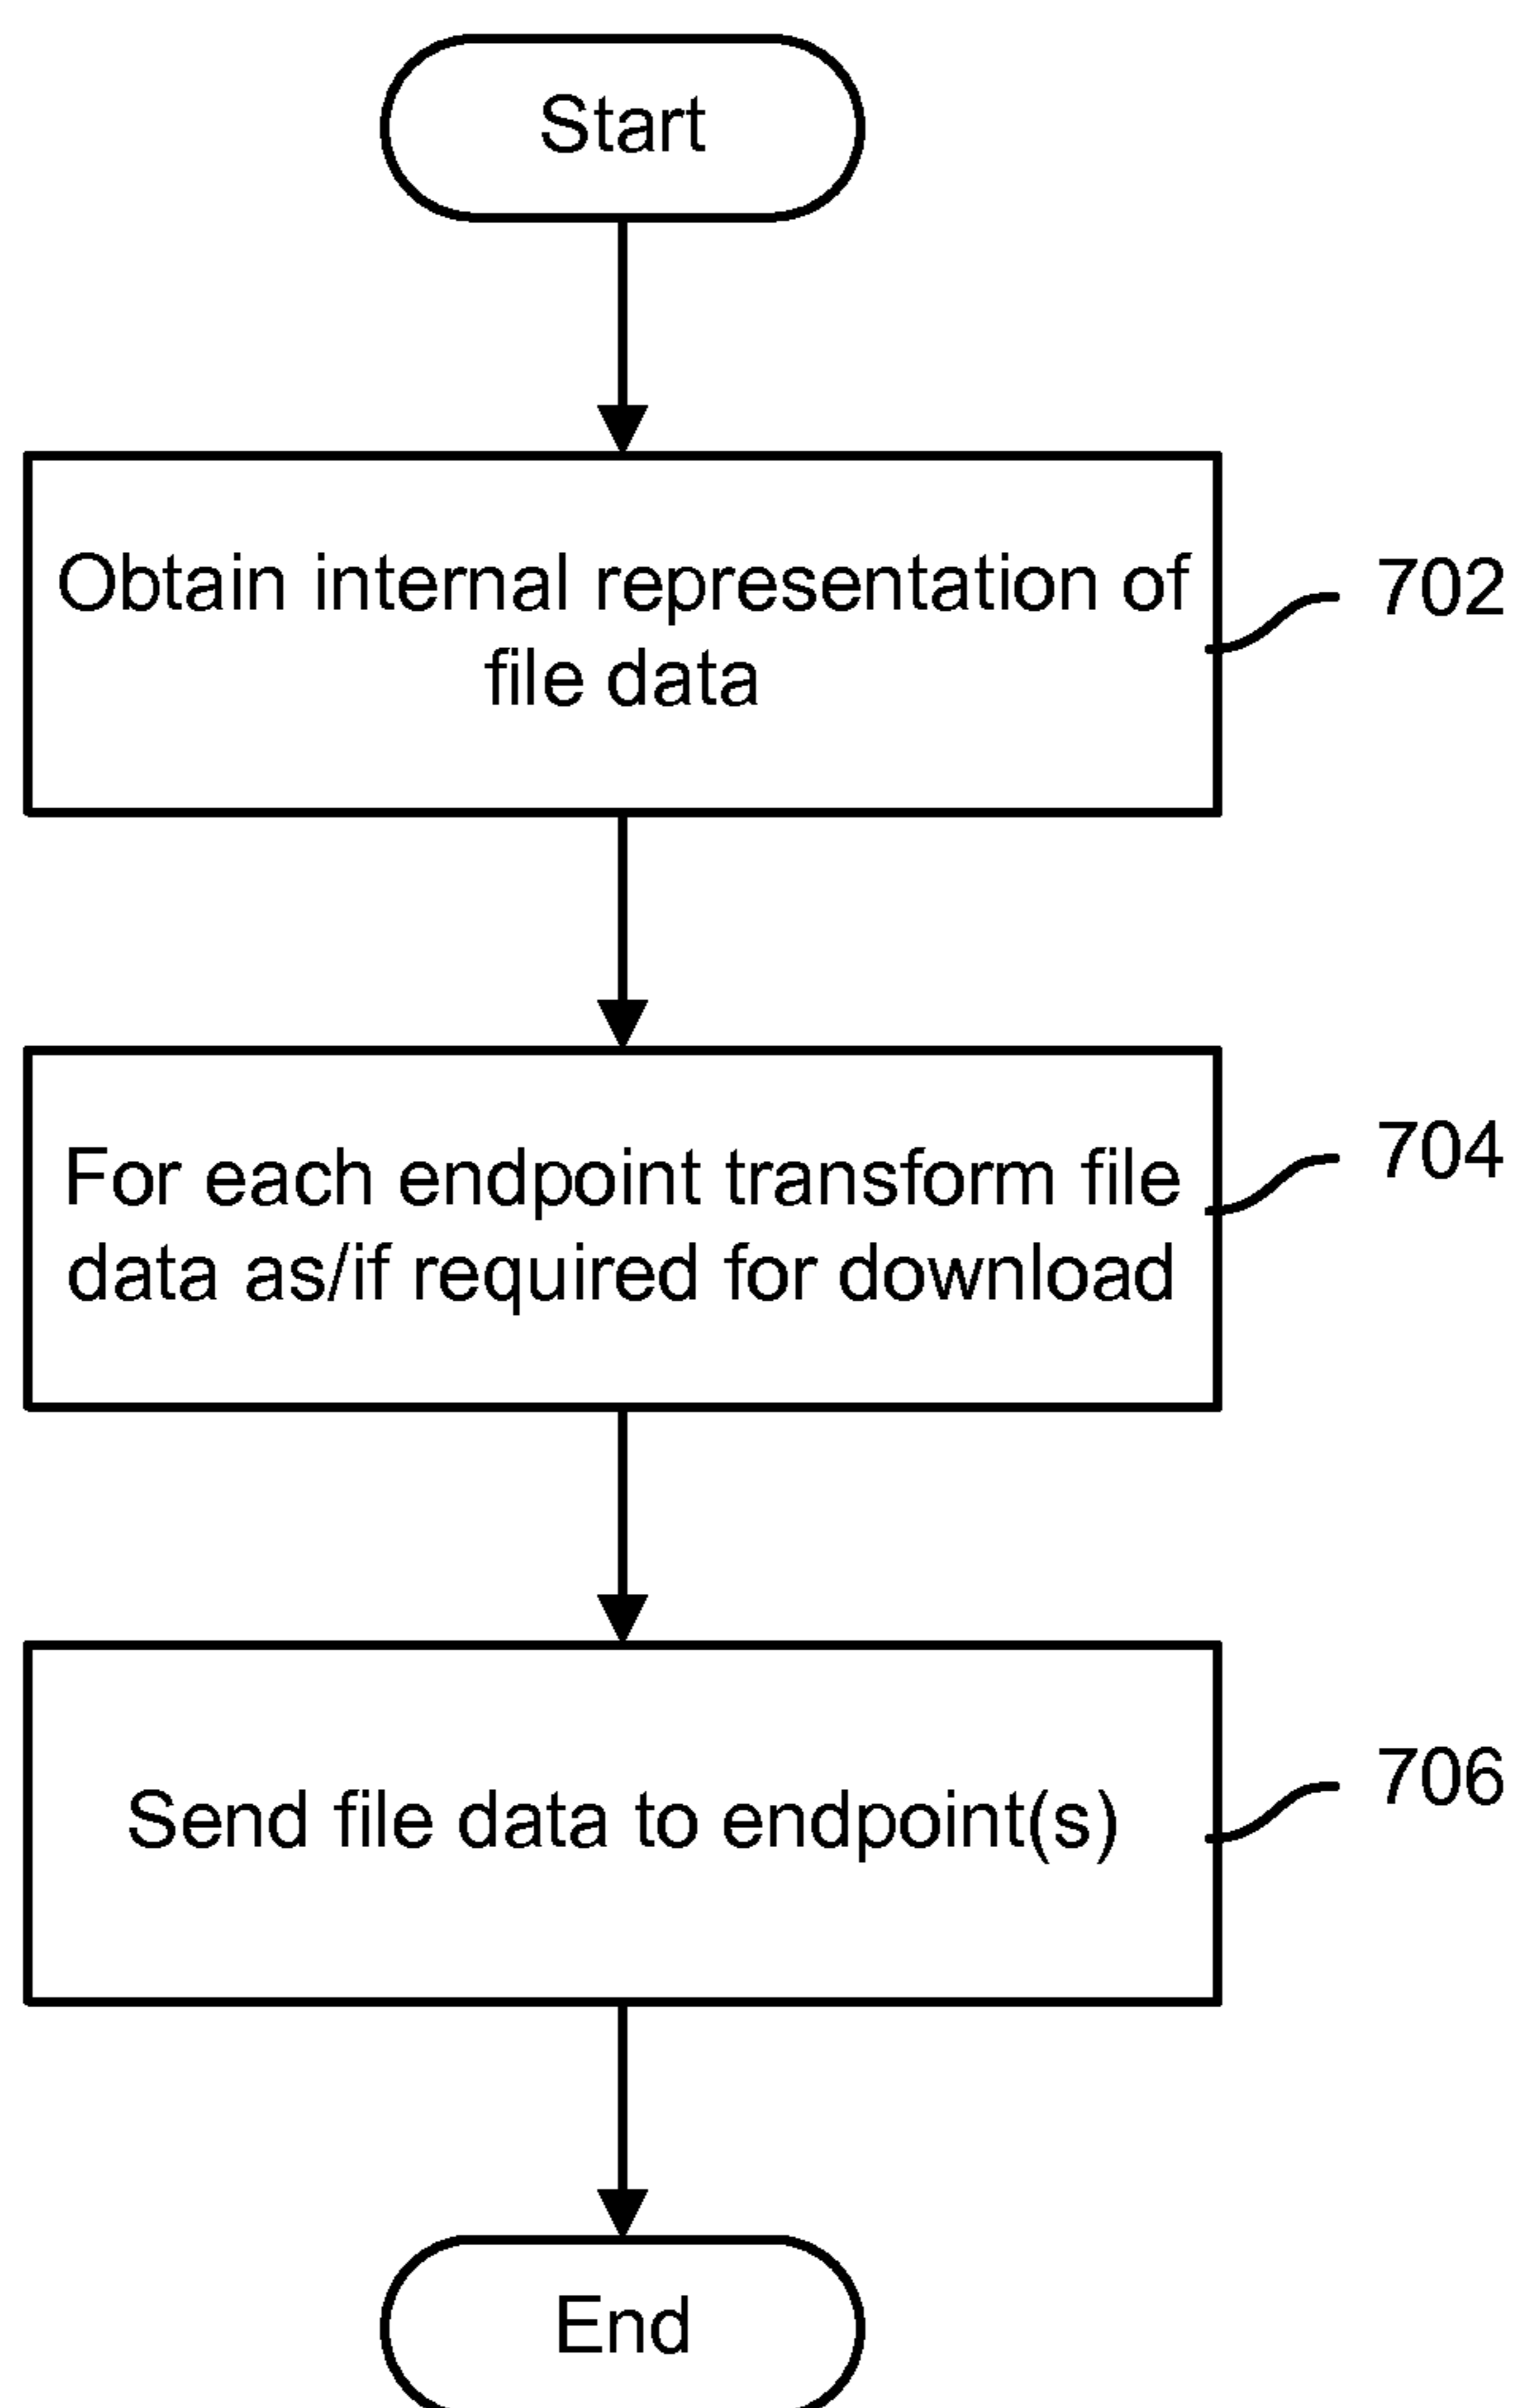 Start
Obtain internal representation of
file data
702
For each endpoint transform file
data as/if required for download
704
Send file data to endpoint(s)
706
End